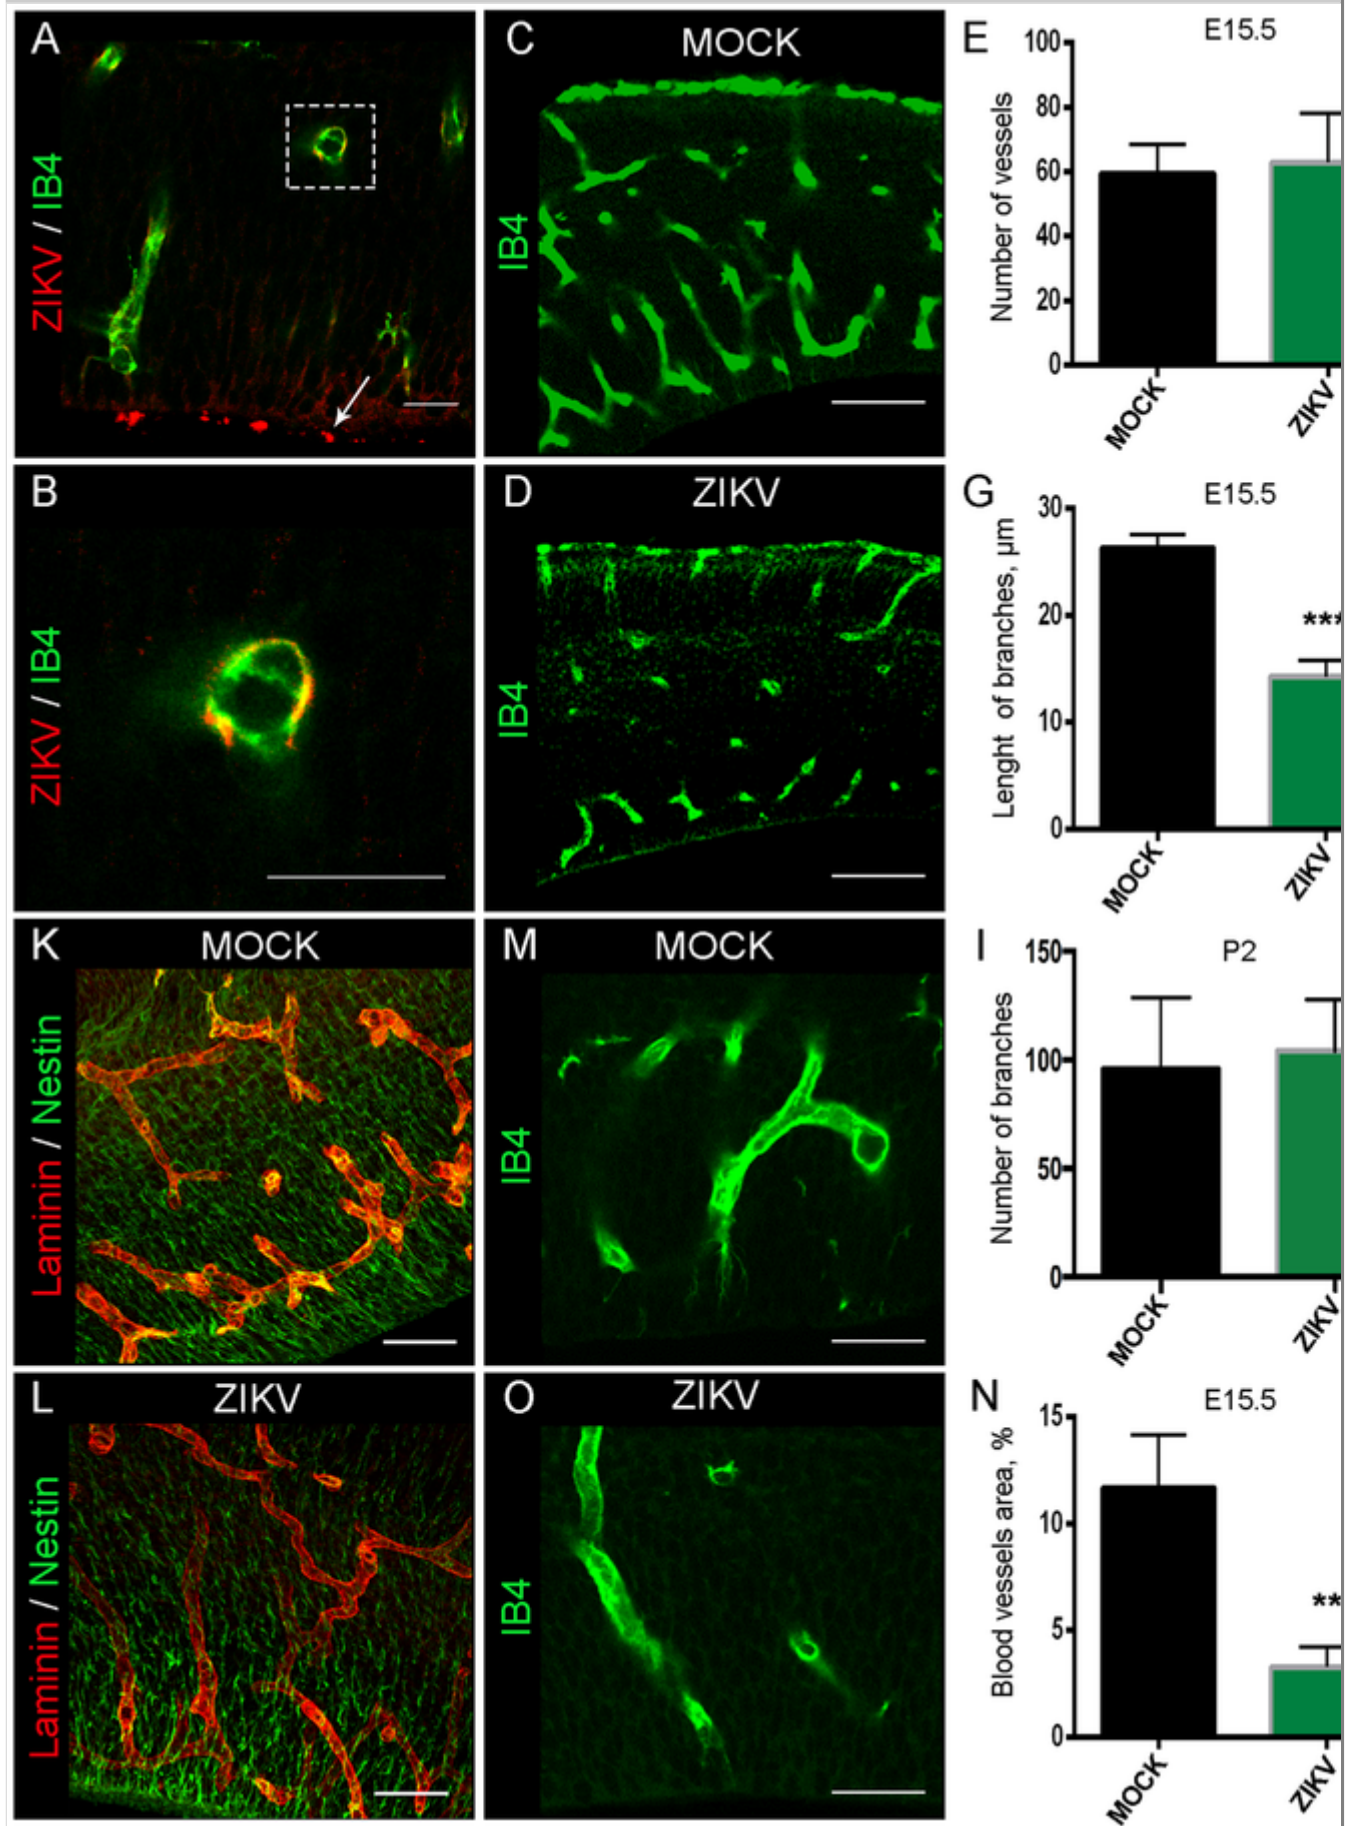 A
ZIKV / IB4
C
MOCK
IB4
E
E15.5
Number of vessels
100
80
60
40
20
0
MOCK
ZIKV
B
ZIKV / IB4
D
ZIKV
IB4
G
E15.5
Lenght of branches, µm
30
20
10
0
***
MOCK
ZIKV
K
MOCK
Laminin / Nestin
M
MOCK
IB4
I
P2
Number of branches
150
100
50
0
MOCK
ZIKV
L
ZIKV
Laminin / Nestin
O
ZIKV
IB4
N
E15.5
Blood vessels area, %
15
10
5
0
**
MOCK
ZIKV